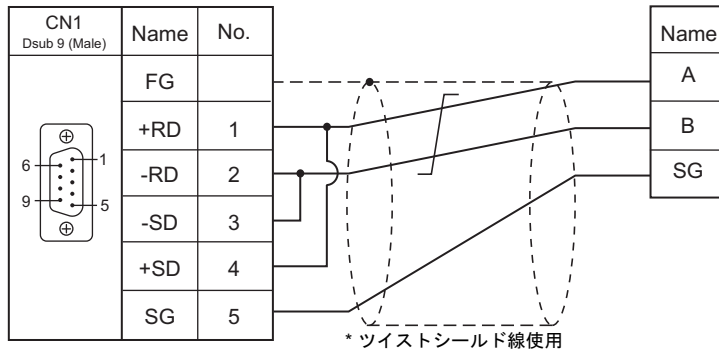 CN1
Dsub 9 (Male)
Name No.
FG
+RD 1
-RD 2
-SD 3
+SD 4
SG 5
6
1
9
5
Name
A
B
SG
* ツイストシールド線使用